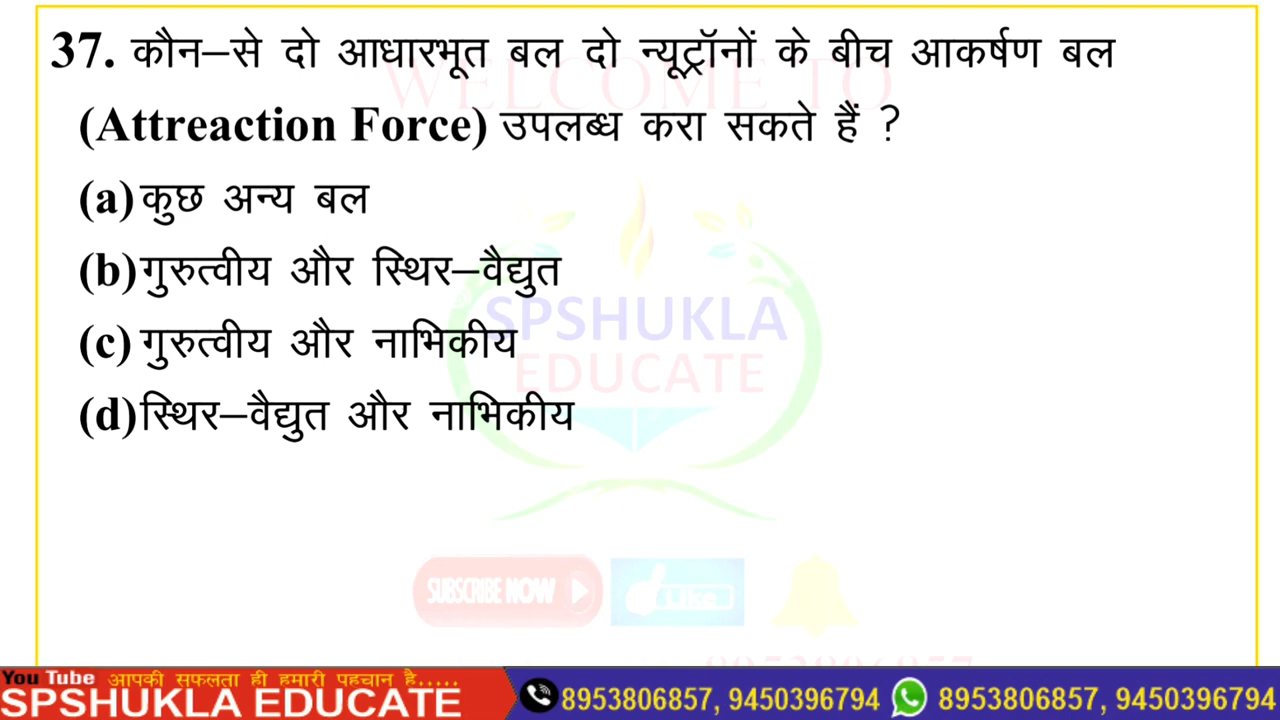 WELCOME TO
37. कौन–से दो आधारभूत बल दो न्यूट्रॉनों के बीच आकर्षण बल
(Attreaction Force) उपलब्ध करा सकते हैं ?
(a) कुछ अन्य बल
(b) गुरुत्वीय और स्थिर–वैद्युत
SPSHUKLA
(c) गुरुत्वीय और नाभिकीय
EDUCATE
(d) स्थिर–वैद्युत और नाभिकीय
SUBSCRIBE NOW
Like
You Tube आपकी सफलता ही हमारी पहचान है.....
SPSHUKLA EDUCATE
8953806857, 9450396794
8953806857, 9450396794